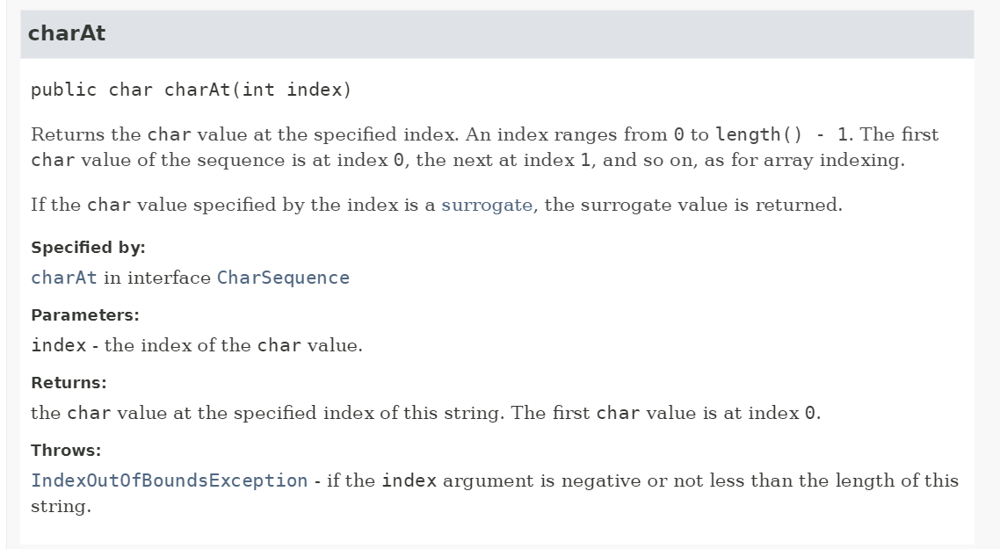 charAt
public char charAt(int index)
Returns the char value at the specified index. An index ranges from 0 to length() - 1. The first
char value of the sequence is at index 0, the next at index 1, and so on, as for array indexing.
If the char value specified by the index is a surrogate, the surrogate value is returned.
Specified by:
charAt in interface CharSequence
Parameters:
index - the index of the char value.
Returns:
the char value at the specified index of this string. The first char value is at index 0.
Throws:
IndexOutOfBoundsException - if the index argument is negative or not less than the length of this
string.